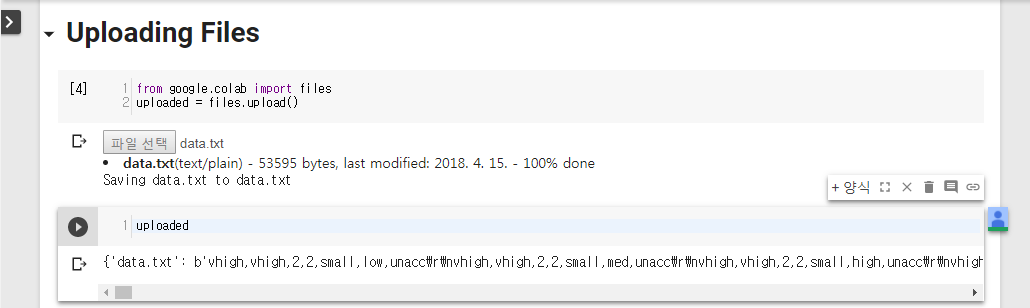 Uploading Files
[4]
1 from google.colab import files
2 uploaded = files.upload()
파일 선택 data.txt
• data.txt(text/plain) - 53595 bytes, last modified: 2018. 4. 15. - 100% done
Saving data.txt to data.txt
+ 양식
1 uploaded
{'data.txt': b'vhigh,vhigh,2,2,small,low,unacc₩r₩nvhigh,vhigh,2,2,small,med,unacc₩r₩nvhigh,vhigh,2,2,small,high,unacc₩r₩nvhigh